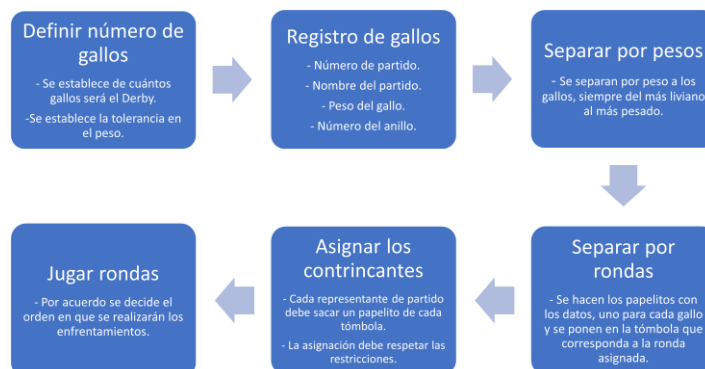 Definir número de
gallos
- Se establece de cuántos
gallos será el Derby.
-Se establece la tolerancia en
el peso.
Registro de gallos
- Número de partido.
- Nombre del partido.
- Peso del gallo.
- Número del anillo.
Separar por pesos
- Se separan por peso a los
gallos, siempre del más liviano
al más pesado.
Separar por
rondas
- Se hacen los papelitos con
los datos, uno para cada gallo
y se ponen en la tómbola que
corresponda a la ronda
asignada.
Asignar los
contrincantes
- Cada representante de partido
debe sacar un papelito de cada
tómbola.
- La asignación debe respetar las
restricciones.
Jugar rondas
- Por acuerdo se decide el
orden en que se realizarán los
enfrentamientos.